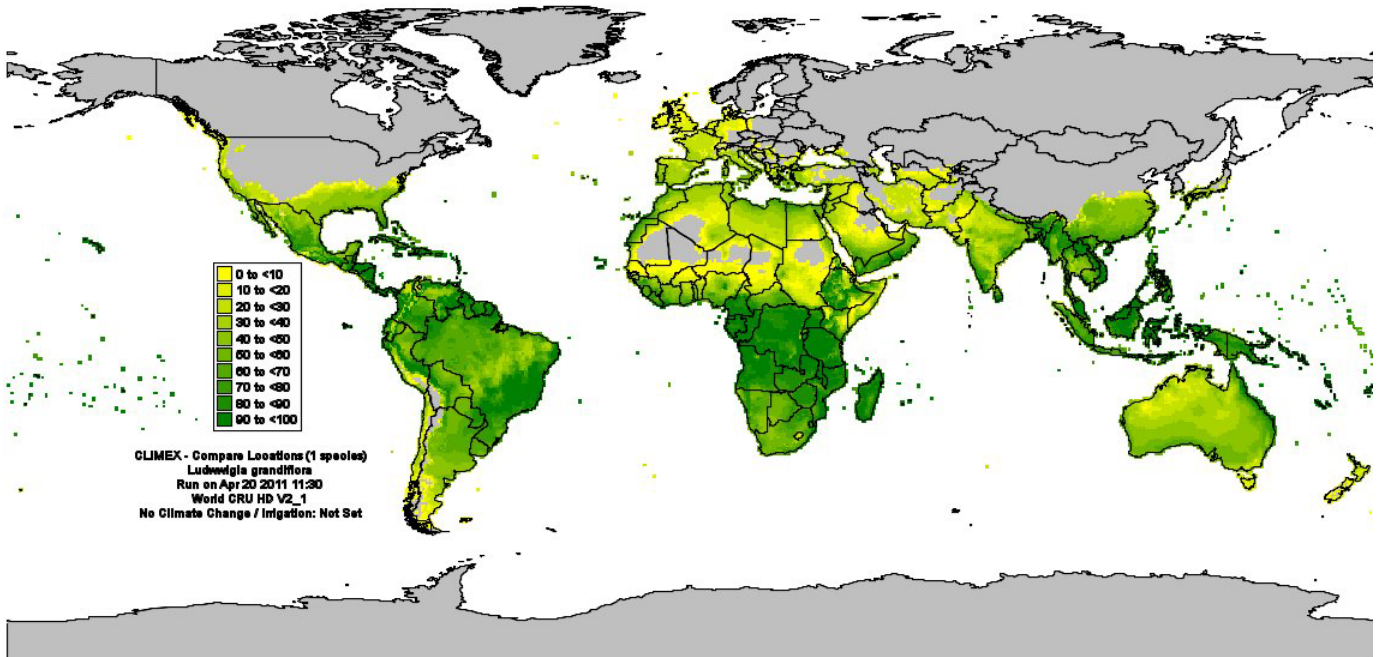 0 to <10
10 to <20
20 to <30
30 to <40
40 to <50
50 to <60
60 to <70
70 to <80
80 to <90
90 to <100
CLIMEX - Compare Locations (1 species)
Ludwwigia grandiflora
Run on Apr 20 2011 11:30
World CRU HD V2_1
No Climate Change / Irrigation: Not Set